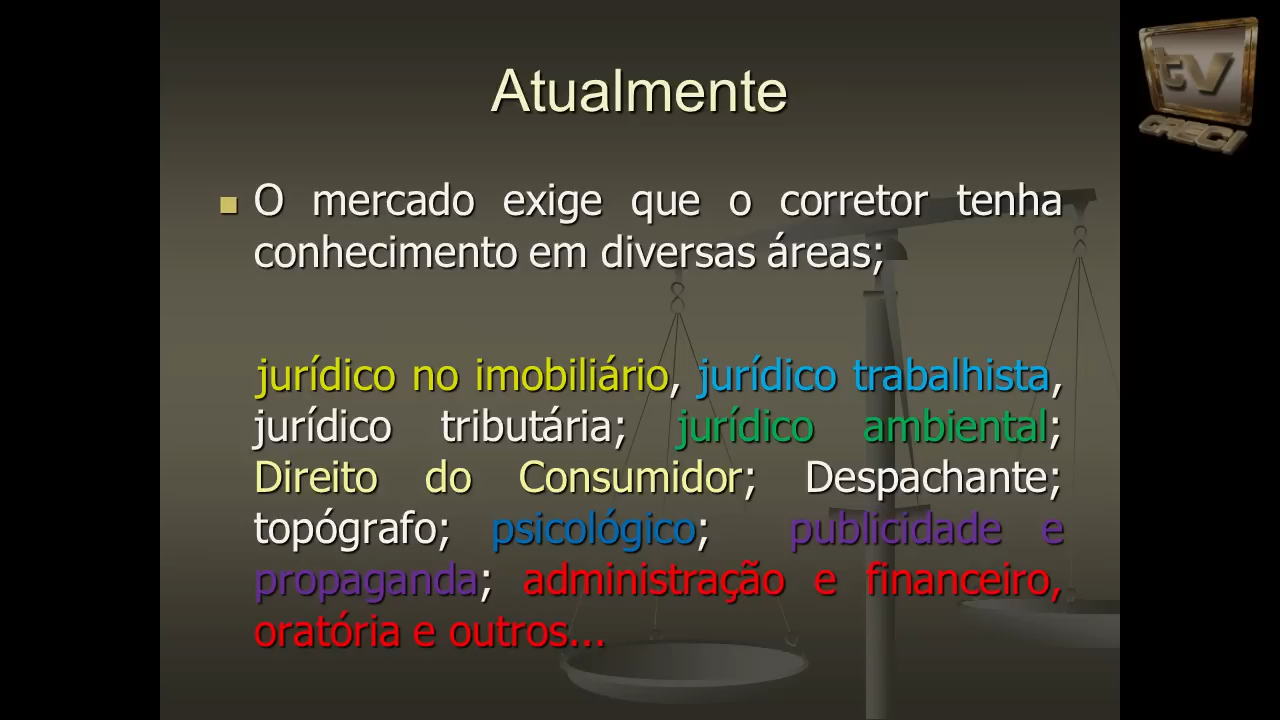 Atualmente
O mercado exige que o corretor tenha
conhecimento em diversas áreas;
jurídico no imobiliário, jurídico trabalhista,
jurídico tributária; jurídico ambiental;
Direito do Consumidor; Despachante;
topógrafo; psicológico; publicidade e
propaganda; administração e financeiro,
oratória e outros...
tv
CRECI